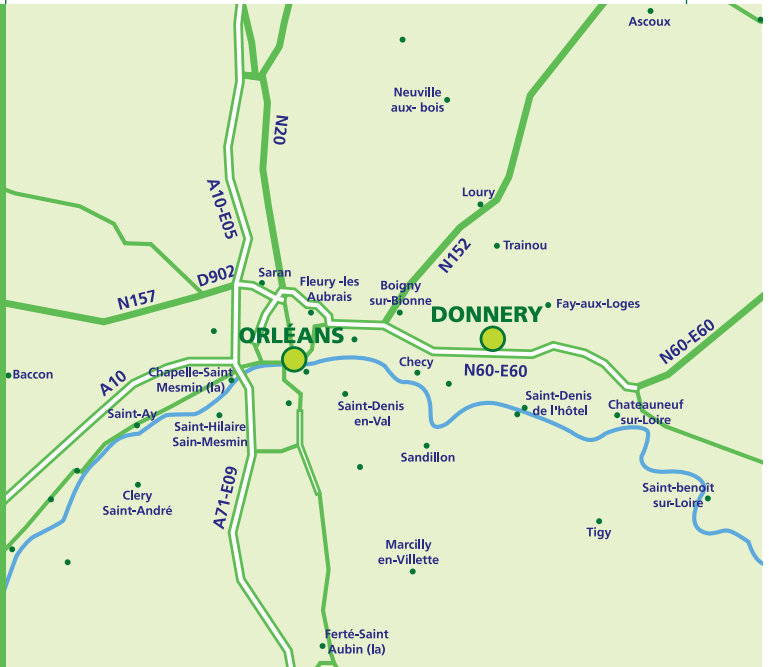 Ascoux
Neuville
aux- bois
N20
A10-E05
Loury
N152
Trainou
D902
Saran
N157
Fleury -les
Aubrais
Boigny
sur-Bionne
DONNERY
Fay-aux-Loges
ORLÉANS
N60-E60
N60-E60
Baccon
A10
Chapelle-Saint
Mesmin (la)
Checy
Saint-Ay
Saint-Hilaire
Sain-Mesmin
Saint-Denis
en-Val
Saint-Denis
de l'hôtel
Chateauneuf
sur-Loire
Sandillon
A71-E09
Clery
Saint-André
Saint-benoit
sur-Loire
Tigy
Marcilly
en-Villette
Ferté-Saint
Aubin (la)